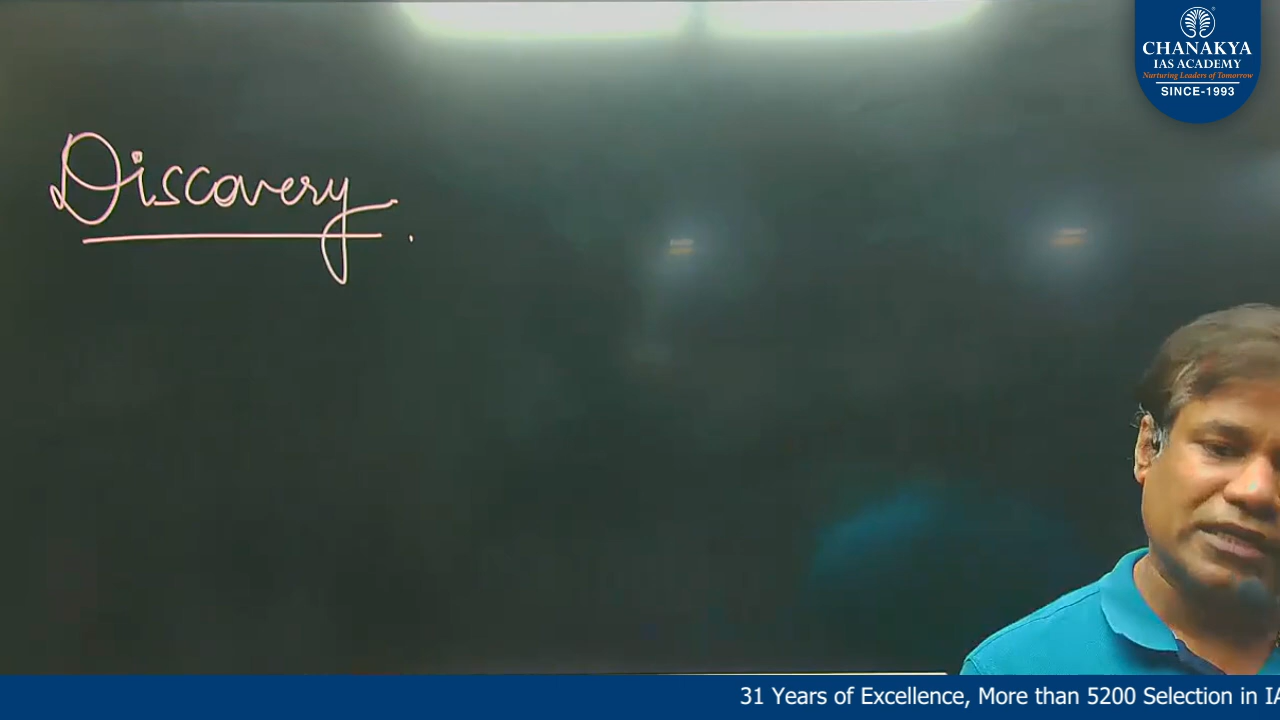 CHANAKYA
IAS ACADEMY
Nurturing Leaders of Tomorrow
SINCE-1993
Discovery.
31 Years of Excellence, More than 5200 Selection in IA